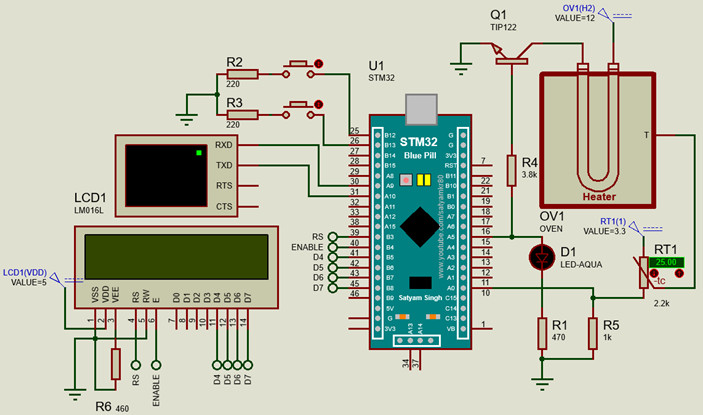 Q1
TIP122
OV1(H2)
VALUE=12
R2
220
R3
220
U1
STM32
25
26
27
28
29
30
31
32
33
38
39
40
41
42
43
45
46
B12
B13
B14
B15
A8
A9
A10
A11
A12
A15
B3
B4
B5
B6
B7
B8
B9
5V
G
3V3
STM32
Blue Pill
www.youtube.com/satyamkr80
Satyam Singh
A13
A14
34
37
G
G
3V3
RST
B11
B10
B1
B0
A7
A6
A5
A4
A3
A2
A1
A0
C15
C14
C13
VB
7
22
21
19
18
17
16
15
14
13
12
11
10
1
RXD
TXD
RTS
CTS
LCD1
LM016L
RS
ENABLE
D4
D5
D6
D7
LCD1(VDD)
VALUE=5
VSS
VDD
VEE
RS
RW
E
D0
D1
D2
D3
D4
D5
D6
D7
1
2
3
4
5
6
7
8
9
10
11
12
13
14
RS
ENABLE
D4
D5
D6
D7
R6
460
R4
3.8k
T
Heater
OV1
OVEN
D1
LED-AQUA
R1
470
R5
1k
RT1(1)
VALUE=3.3
RT1
25.00
-tc
2.2k